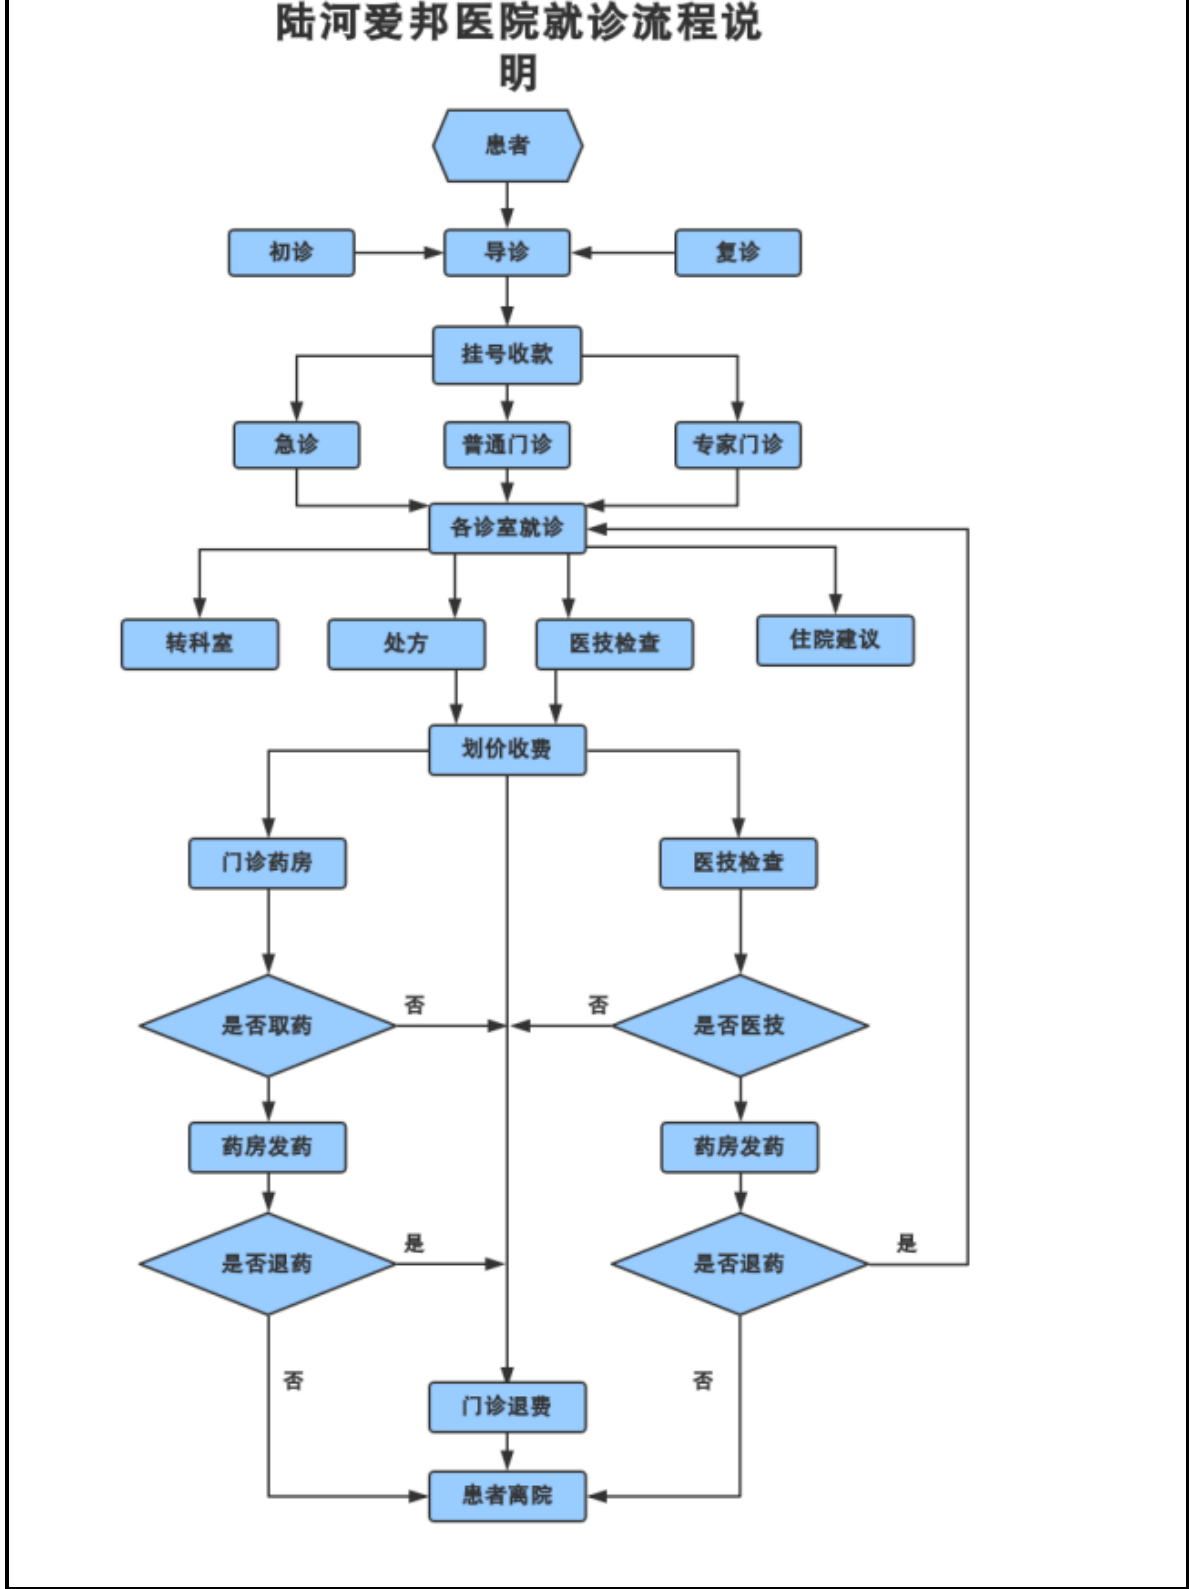 陆河爱邦医院就诊流程说
明
患者
初诊
导诊
复诊
挂号收款
急诊
普通门诊
专家门诊
各诊室就诊
转科室
处方
医技检查
住院建议
划价收费
门诊药房
医技检查
否
否
是否取药
是否医技
药房发药
药房发药
是
是
是否退药
是否退药
否
否
门诊退费
患者离院